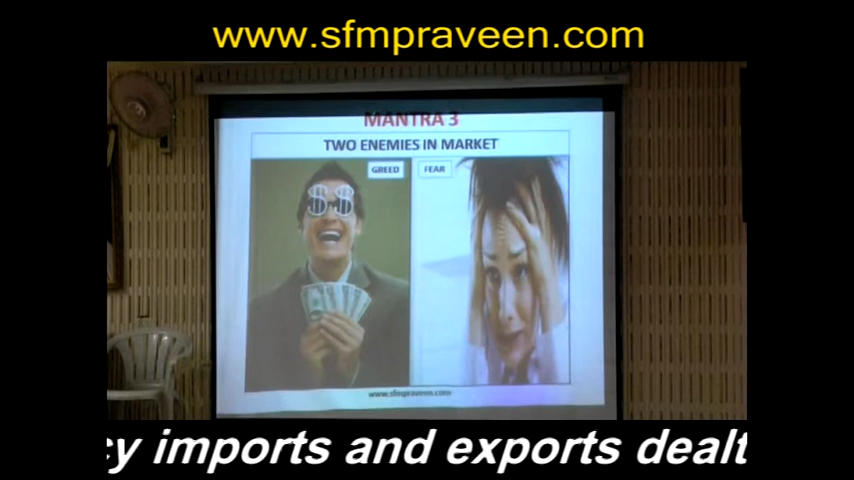 www.sfmpraveen.com
MANTRA 3
TWO ENEMIES IN MARKET
GREED
FEAR
www.sfmpraveen.com
imports and exports dealt